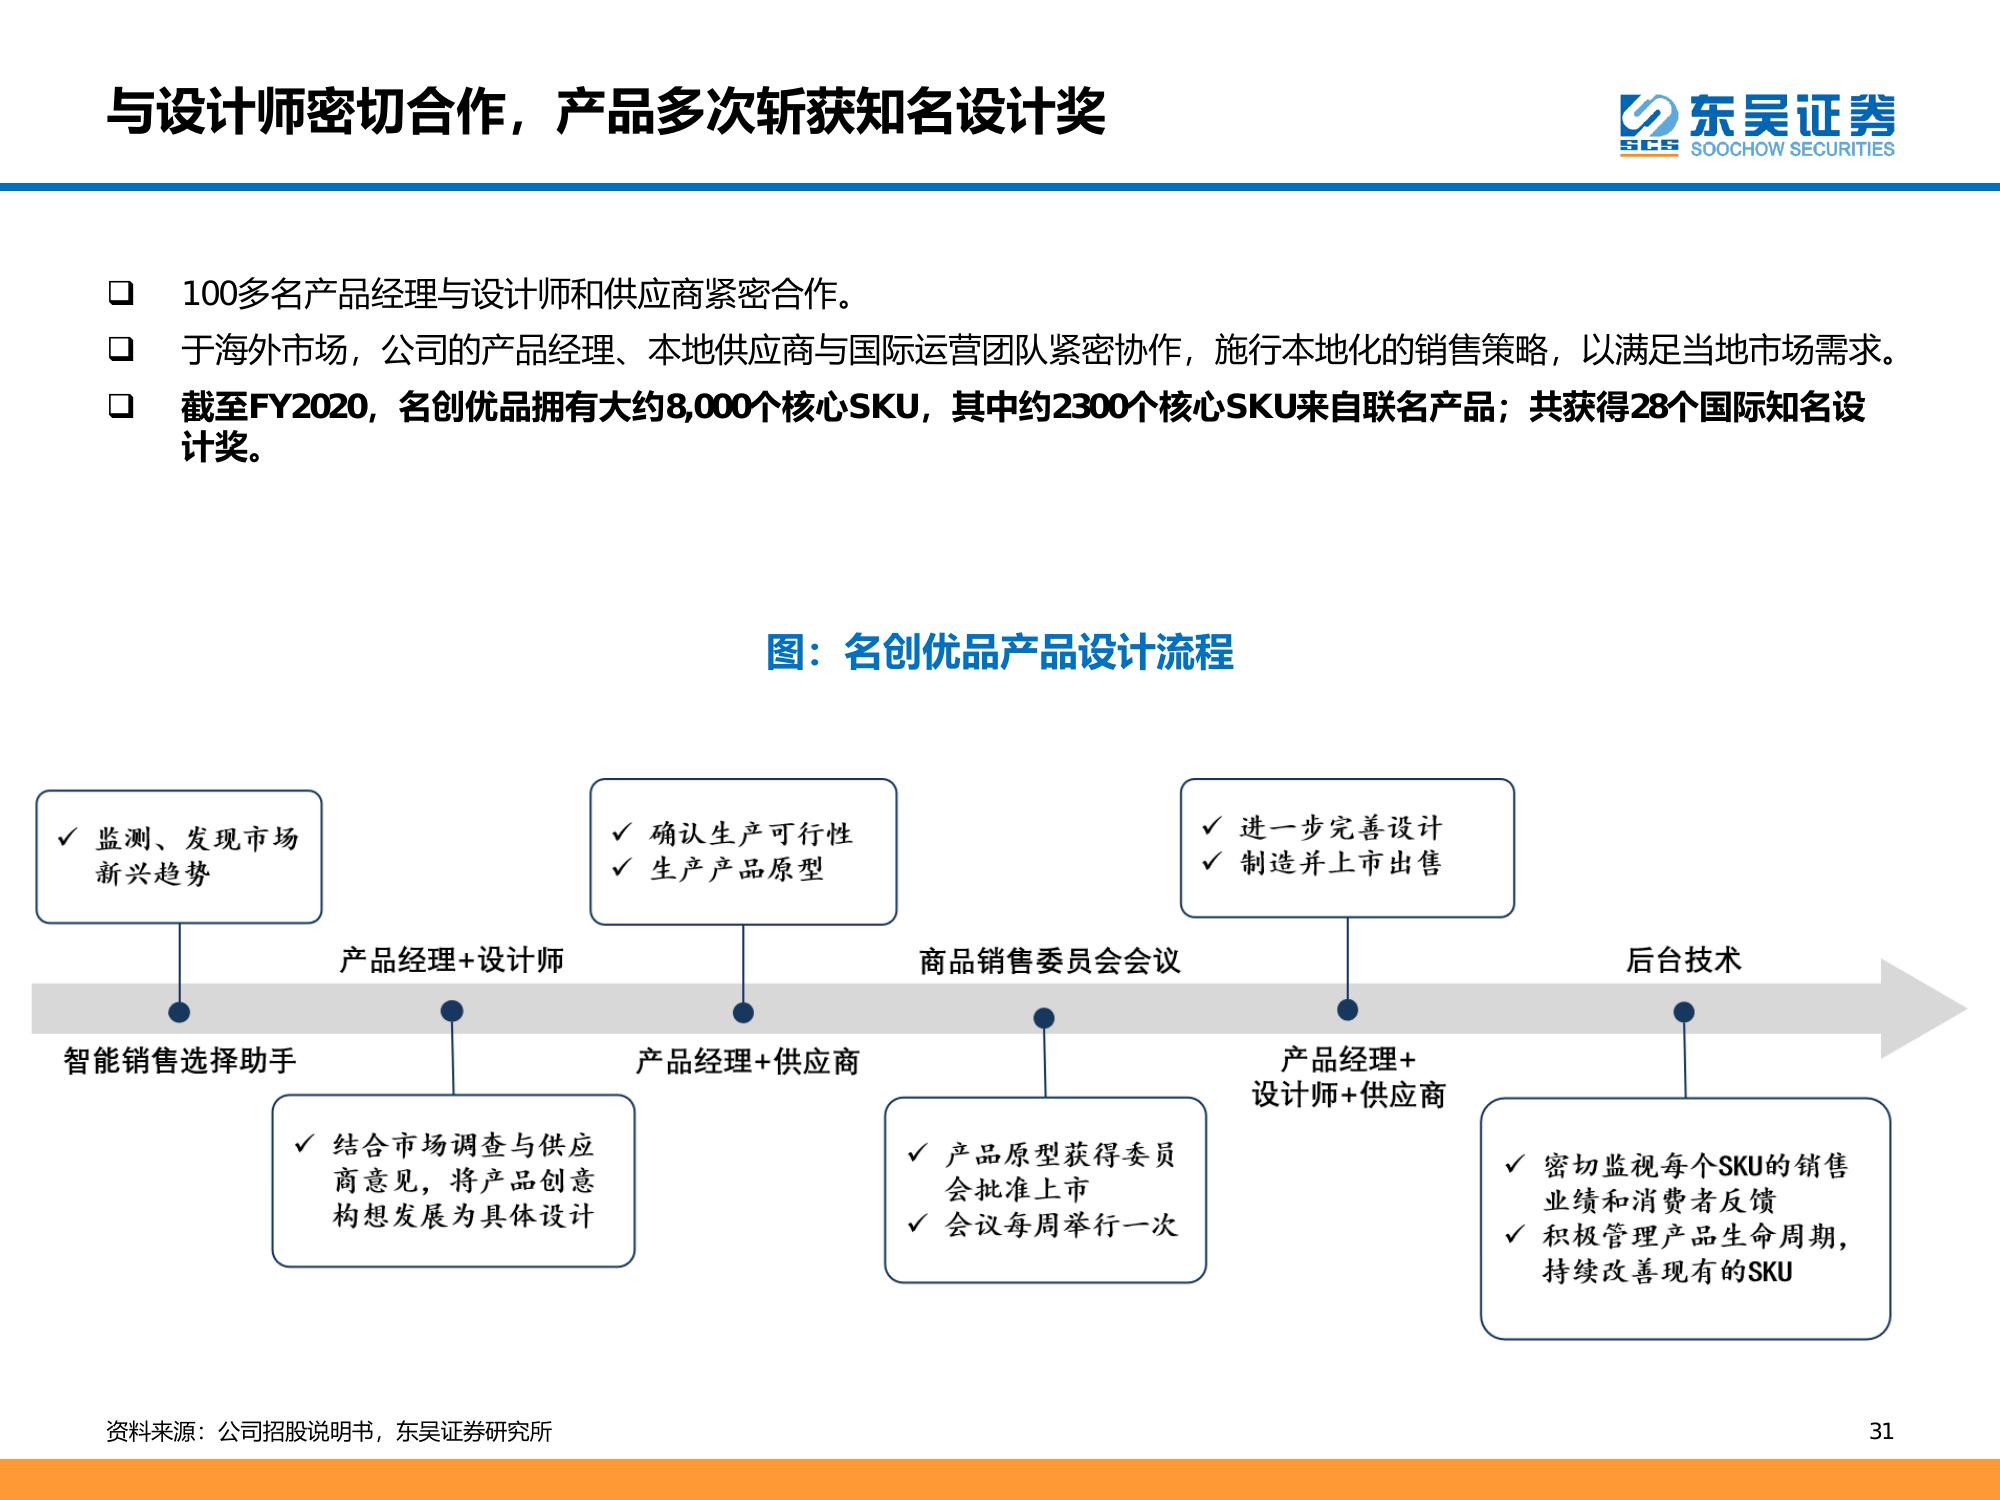 与设计师密切合作，产品多次斩获知名设计奖
SCS
东吴证券
SOOCHOW SECURITIES
100多名产品经理与设计师和供应商紧密合作。
于海外市场，公司的产品经理、本地供应商与国际运营团队紧密协作，施行本地化的销售策略，以满足当地市场需求。
截至FY2020，名创优品拥有大约8,000个核心SKU，其中约2300个核心SKU来自联名产品；共获得28个国际知名设
计奖。
图：名创优品产品设计流程
✓ 监测、发现市场
新兴趋势
智能销售选择助手
产品经理+设计师
✓ 结合市场调查与供应
商意见，将产品创意
构想发展为具体设计
✓ 确认生产可行性
✓ 生产产品原型
产品经理+供应商
商品销售委员会会议
✓ 产品原型获得委员
会批准上市
✓ 会议每周举行一次
✓ 进一步完善设计
✓ 制造并上市出售
产品经理+
设计师+供应商
后台技术
✓ 密切监视每个SKU的销售
业绩和消费者反馈
✓ 积极管理产品生命周期，
持续改善现有的SKU
资料来源：公司招股说明书，东吴证券研究所
31